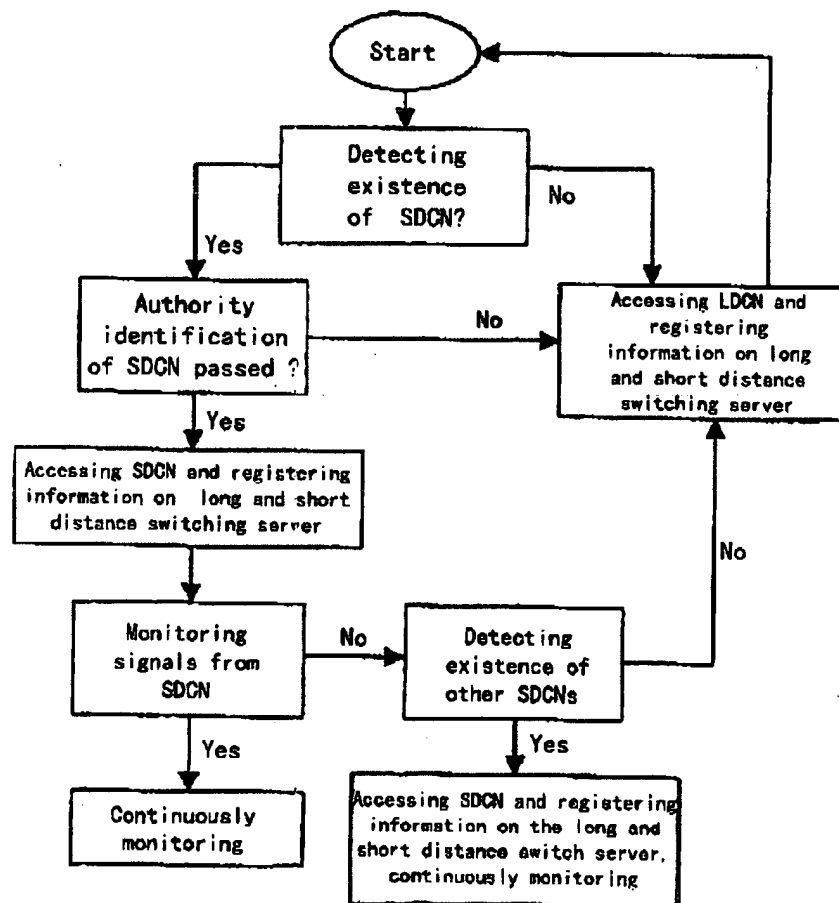 Start
Detecting
existence
of SDCN?
Yes
No
Authority
identification
of SDCN passed ?
No
Accessing LDCN and
registering
information on long
and short distance
switching server
Yes
Accessing SDCN and registering
information on long and short
distance switching server
No
Monitoring
signals from
SDCN
No
Detecting
existence of
other SDCNs
Yes
Yes
Continuously
monitoring
Accessing SDCN and registering
information on the long and
short distance switch server,
continuously monitoring